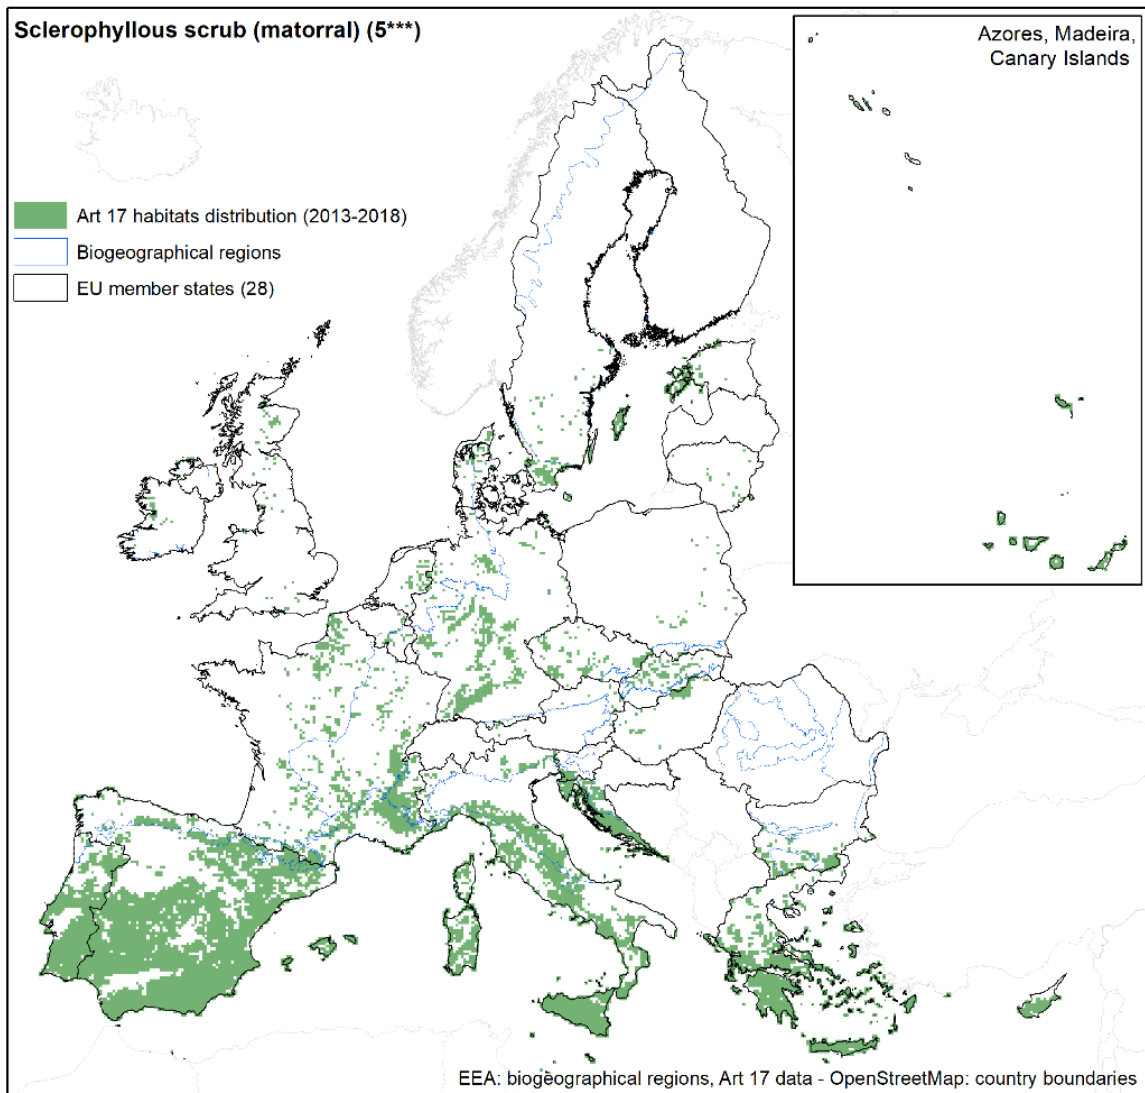 Sclerophyllous scrub (matorral) (5***)
Azores, Madeira,
Canary Islands
Art 17 habitats distribution (2013-2018)
Biogeographical regions
EU member states (28)
EEA: biogeographical regions, Art 17 data - OpenStreetMap: country boundaries